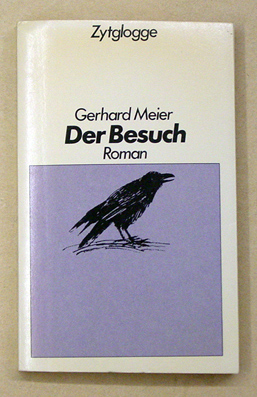 Zytglogge
Gerhard Meier
Der Besuch
Roman